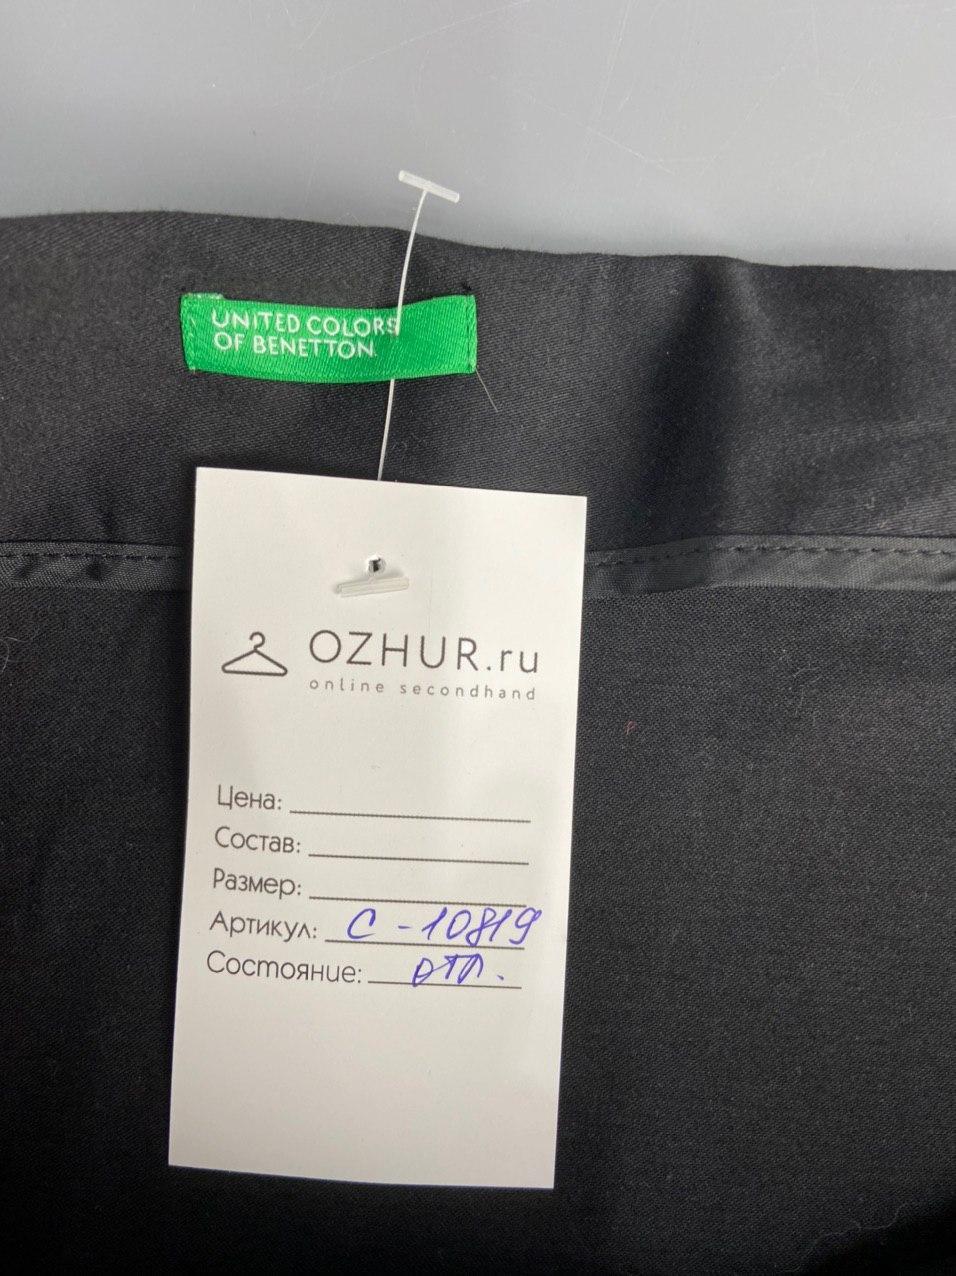 UNITED COLORS
OF BENETTON.
OZHUR.ru
online secondhand
Цена:
Состав:
Размер:
Артикул: С-10819
Состояние: отл.